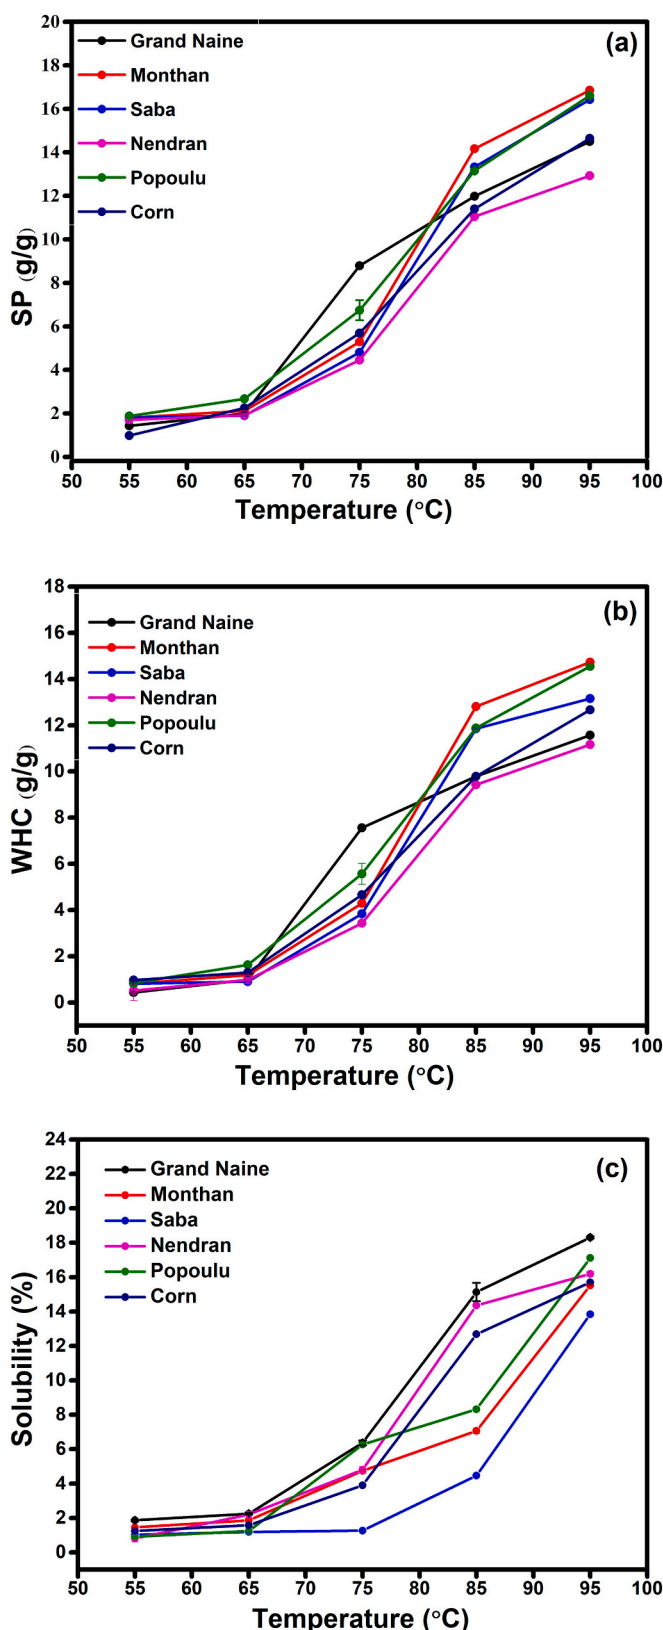 20
18
16
14
12
10
8
6
4
2
0
SP (g/g)
Grand Naine
Monthan
Saba
Nendran
Popoulu
Corn
(a)
50 55 60 65 70 75 80 85 90 95 100
Temperature (°C)
18
16
14
12
10
8
6
4
2
0
WHC (g/g)
Grand Naine
Monthan
Saba
Nendran
Popoulu
Corn
(b)
50 55 60 65 70 75 80 85 90 95 100
Temperature (°C)
24
22
20
18
16
14
12
10
8
6
4
2
0
Solubility (%)
Grand Naine
Monthan
Saba
Nendran
Popoulu
Corn
(c)
50 55 60 65 70 75 80 85 90 95 100
Temperature (°C)